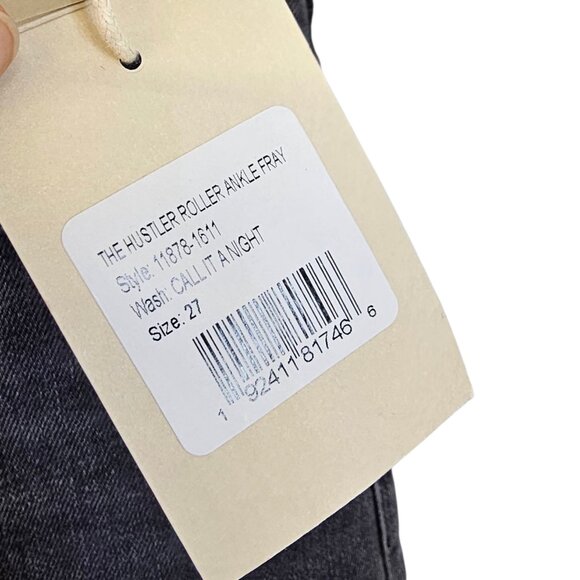 THE HUSTLER ROLLER ANKLE FRAY
Style: 11878-1611
Wash: CALL IT A NIGHT
Size: 27
1 92411 81746 6